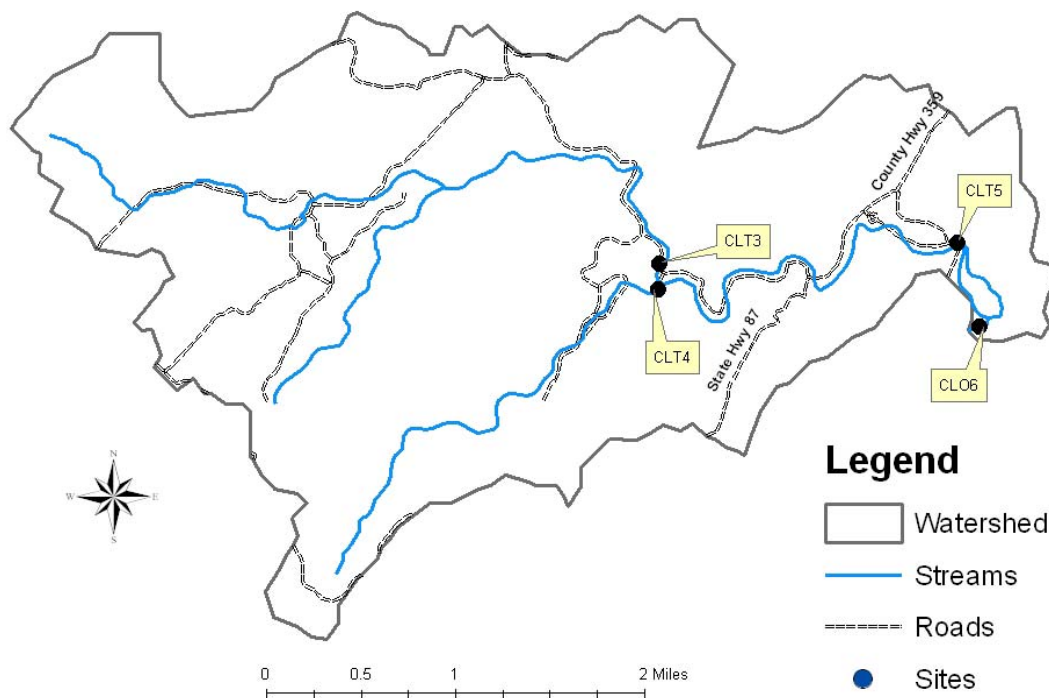 County Hwy 359
CLT5
CLT3
CLT4
State Hwy 87
CLO6
N
W
E
S
Legend
Watershed
Streams
Roads
Sites
0 0.5 1 2 Miles